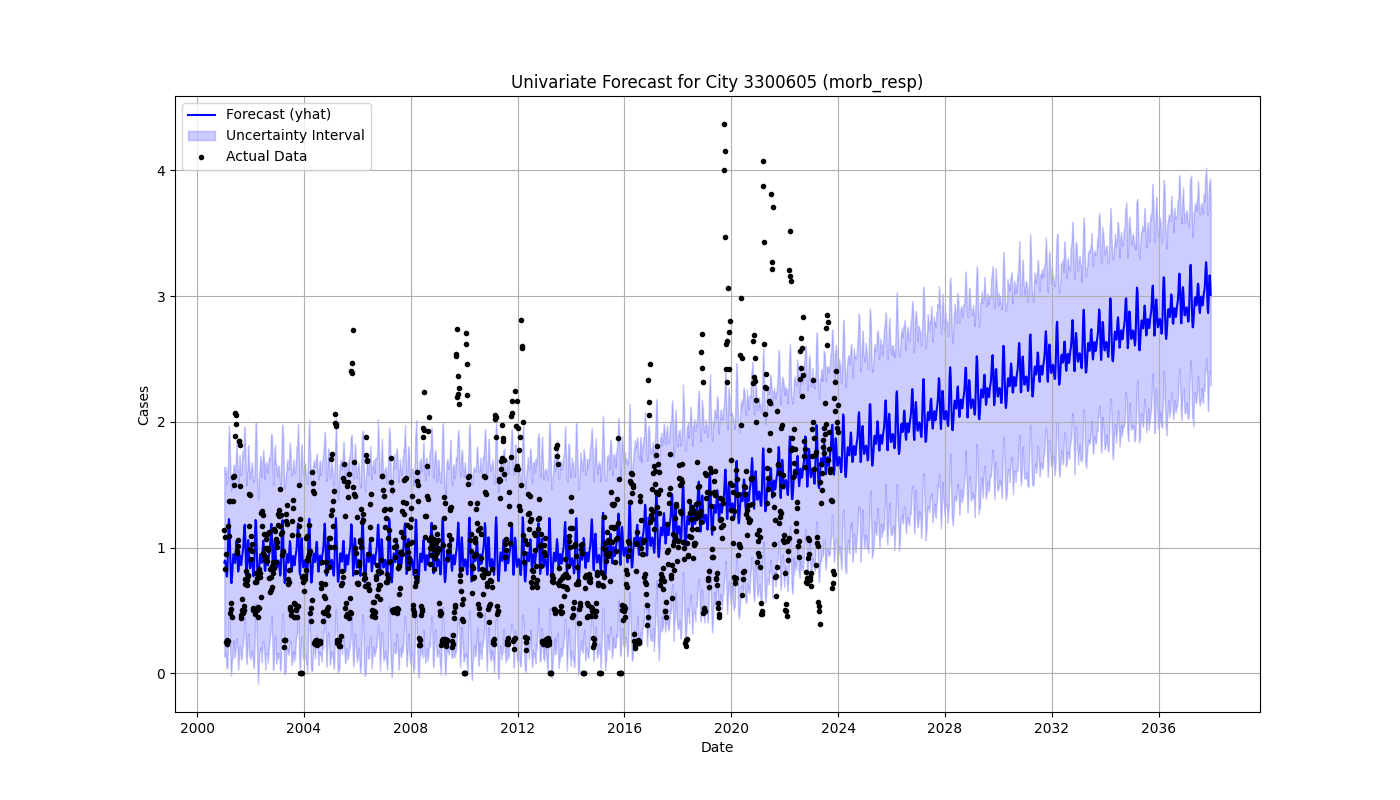 Univariate Forecast for City 3300605 (morb_resp)
Forecast (yhat)
Uncertainty Interval
Actual Data
Cases
4
3
2
1
0
2000 2004 2008 2012 2016 2020 2024 2028 2032 2036
Date